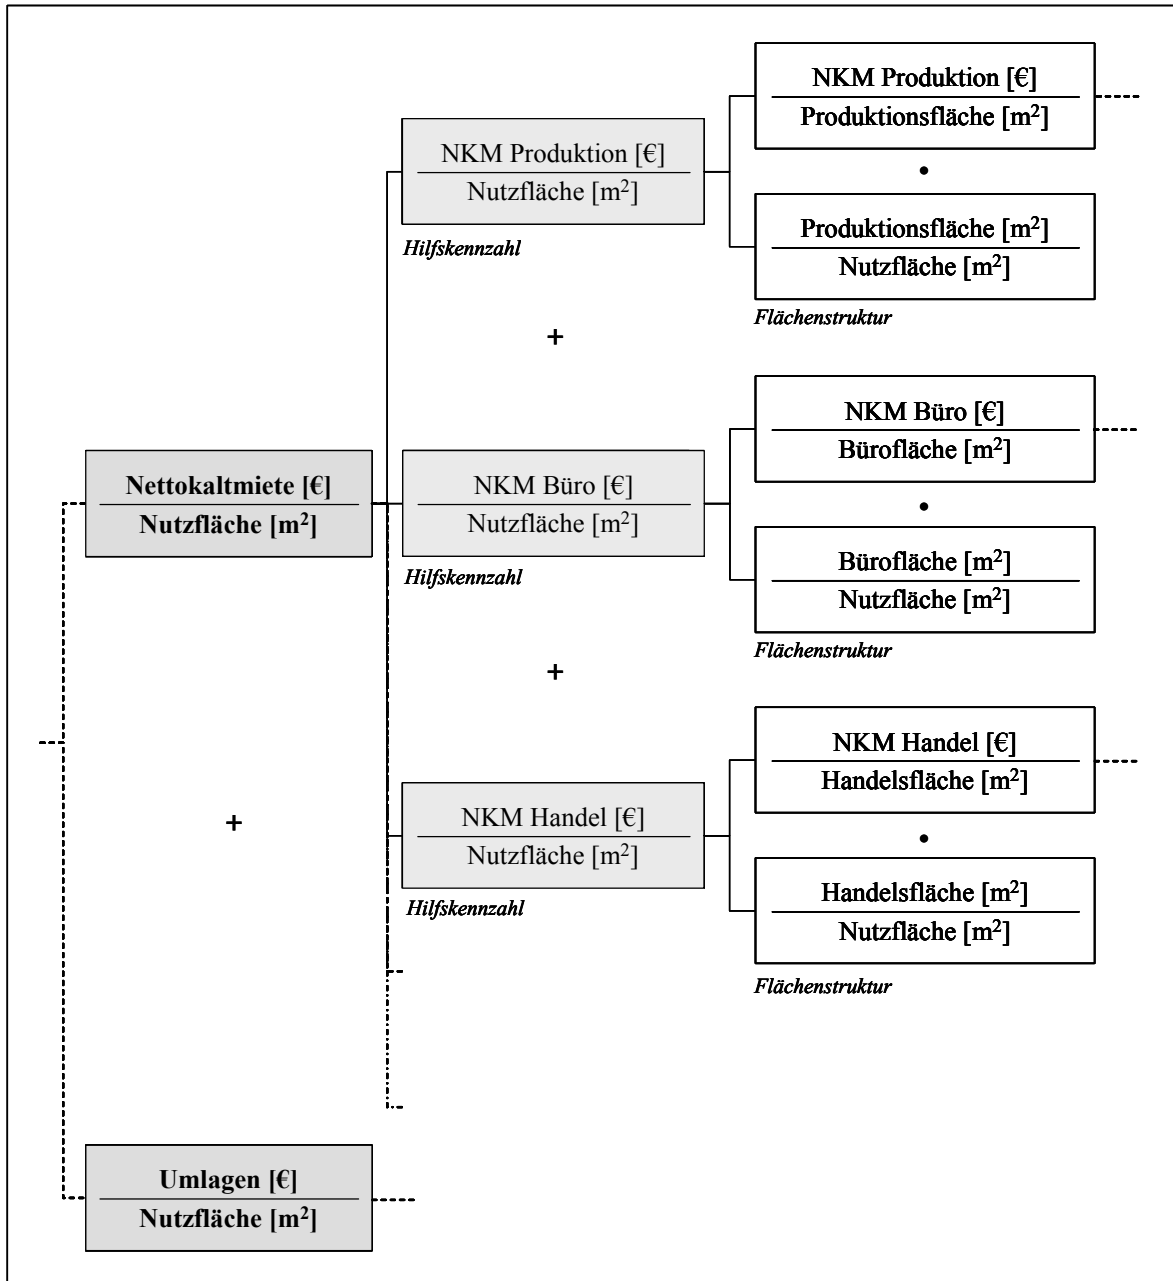 NKM Produktion [€]
Produktionsfläche [m²]
•
Produktionsfläche [m²]
Nutzfläche [m²]
Flächenstruktur
NKM Produktion [€]
Nutzfläche [m²]
Hilfskennzahl
+
NKM Büro [€]
Bürofläche [m²]
•
Bürofläche [m²]
Nutzfläche [m²]
Flächenstruktur
Nettokaltmiete [€]
Nutzfläche [m²]
NKM Büro [€]
Nutzfläche [m²]
Hilfskennzahl
+
NKM Handel [€]
Handelsfläche [m²]
•
Handelsfläche [m²]
Nutzfläche [m²]
Flächenstruktur
+
NKM Handel [€]
Nutzfläche [m²]
Hilfskennzahl
Umlagen [€]
Nutzfläche [m²]